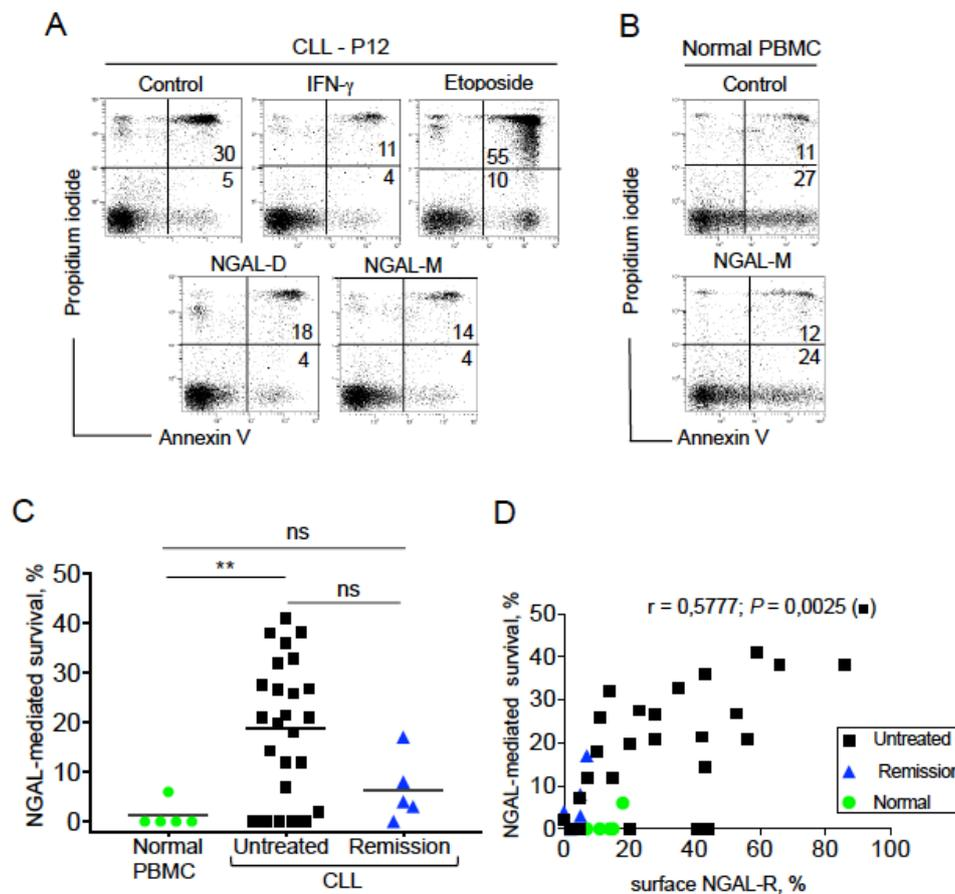 A
CLL - P12
Control
IFN-γ
Etoposide
Propidium iodide
30
5
11
4
55
10
NGAL-D
NGAL-M
18
4
14
4
Annexin V
B
Normal PBMC
Control
Propidium iodide
11
27
NGAL-M
12
24
Annexin V
C
ns
**
ns
NGAL-mediated survival, %
50
40
30
20
10
0
Normal PBMC
Untreated
Remission
CLL
D
r = 0,5777; P = 0,0025 (■)
NGAL-mediated survival, %
50
40
30
20
10
0
0
20
40
60
80
100
surface NGAL-R, %
Untreated
Remission
Normal